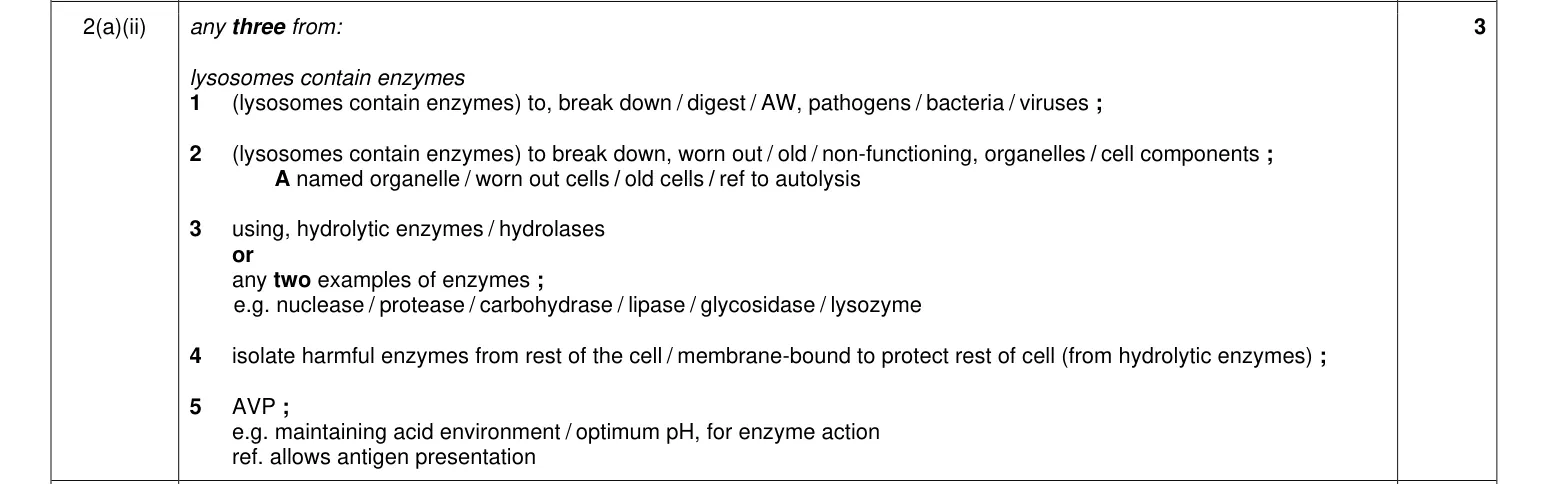 2(a)(ii) any three from: 3
lysosomes contain enzymes
1 (lysosomes contain enzymes) to, break down / digest / AW, pathogens / bacteria / viruses ;
2 (lysosomes contain enzymes) to break down, worn out / old / non-functioning, organelles / cell components ;
A named organelle / worn out cells / old cells / ref to autolysis
3 using, hydrolytic enzymes / hydrolases
or
any two examples of enzymes ;
e.g. nuclease / protease / carbohydrase / lipase / glycosidase / lysozyme
4 isolate harmful enzymes from rest of the cell / membrane-bound to protect rest of cell (from hydrolytic enzymes) ;
5 AVP ;
e.g. maintaining acid environment / optimum pH, for enzyme action
ref. allows antigen presentation